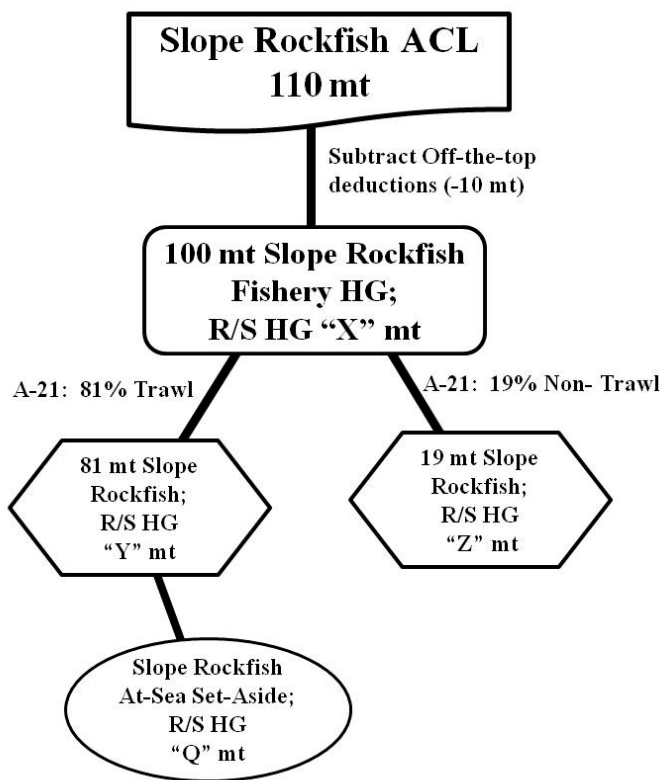 Slope Rockfish ACL
110 mt
Subtract Off-the-top
deductions (-10 mt)
100 mt Slope Rockfish
Fishery HG;
R/S HG “X” mt
A-21: 81% Trawl
A-21: 19% Non- Trawl
81 mt Slope
Rockfish;
R/S HG
“Y” mt
19 mt Slope
Rockfish;
R/S HG
“Z” mt
Slope Rockfish
At-Sea Set-Aside;
R/S HG
“Q” mt